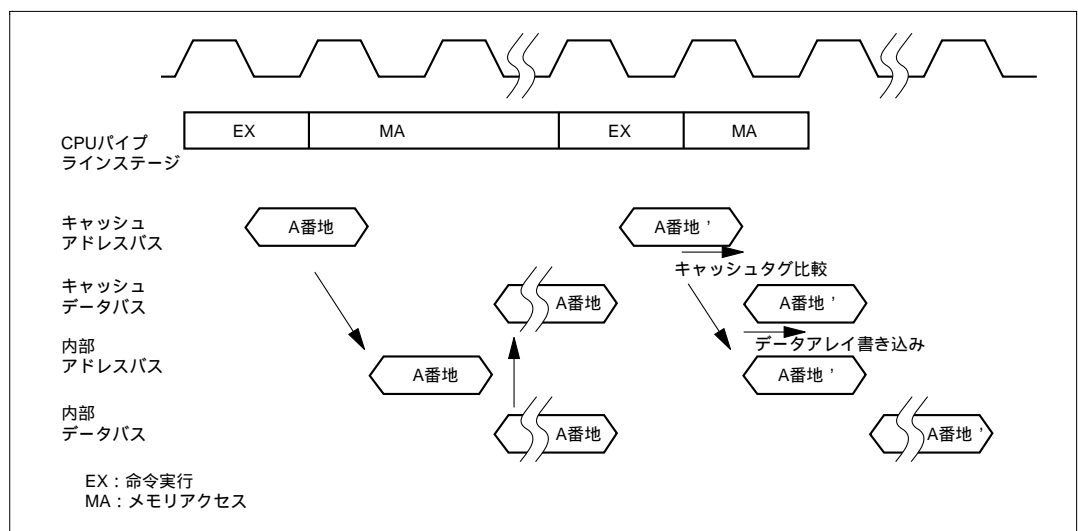 CPUパイプ
ラインステージ
EX
MA
EX
MA
キャッシュ
アドレスバス
A番地
A番地 '
キャッシュタグ比較
キャッシュ
データバス
A番地
A番地 '
データアレイ書き込み
内部
アドレスバス
A番地
A番地 '
内部
データバス
A番地
A番地 '
EX：命令実行
MA：メモリアクセス